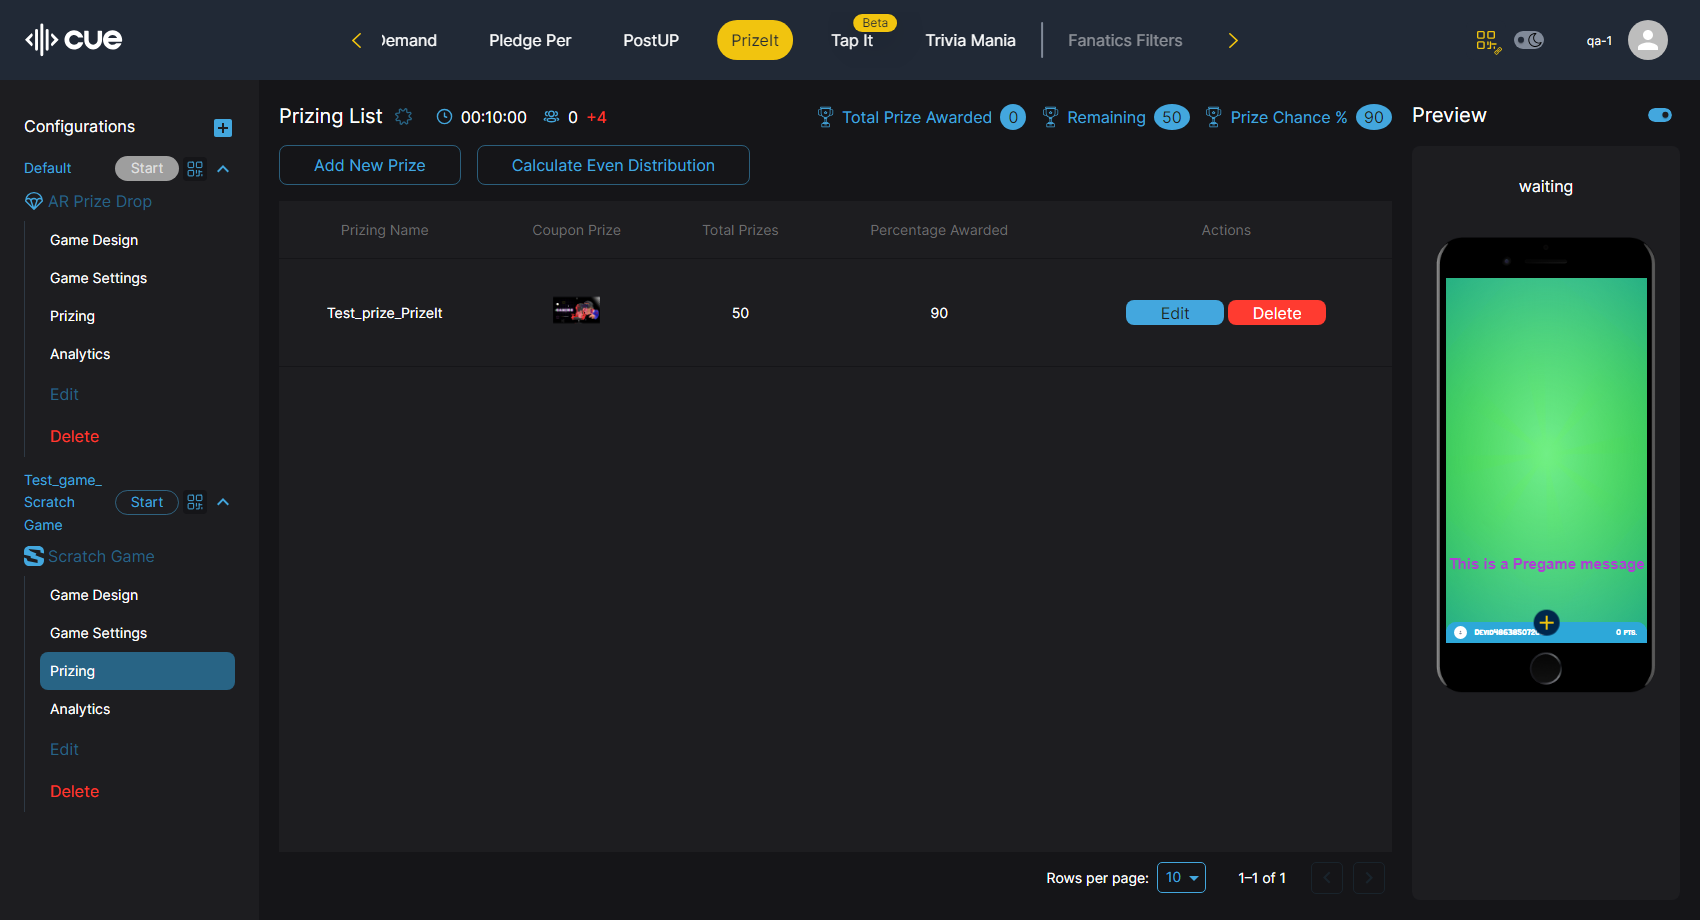 cue
Demand
Pledge Per
PostUP
PrizeIt
Beta
Tap It
Trivia Mania
Fanatics Filters
qa-1
Configurations
Default
Start
AR Prize Drop
Game Design
Game Settings
Prizing
Analytics
Edit
Delete
Test_game_
Scratch
Game
Start
Scratch Game
Game Design
Game Settings
Prizing
Analytics
Edit
Delete
Prizing List
00:10:00
0 +4
Total Prize Awarded 0
Remaining 50
Prize Chance % 90
Add New Prize
Calculate Even Distribution
Prizing Name Coupon Prize Total Prizes Percentage Awarded Actions
Test_prize_PrizeIt 50 90 Edit Delete
Rows per page: 10 1–1 of 1
Preview
waiting
This is a Pregame message
0 PTS.